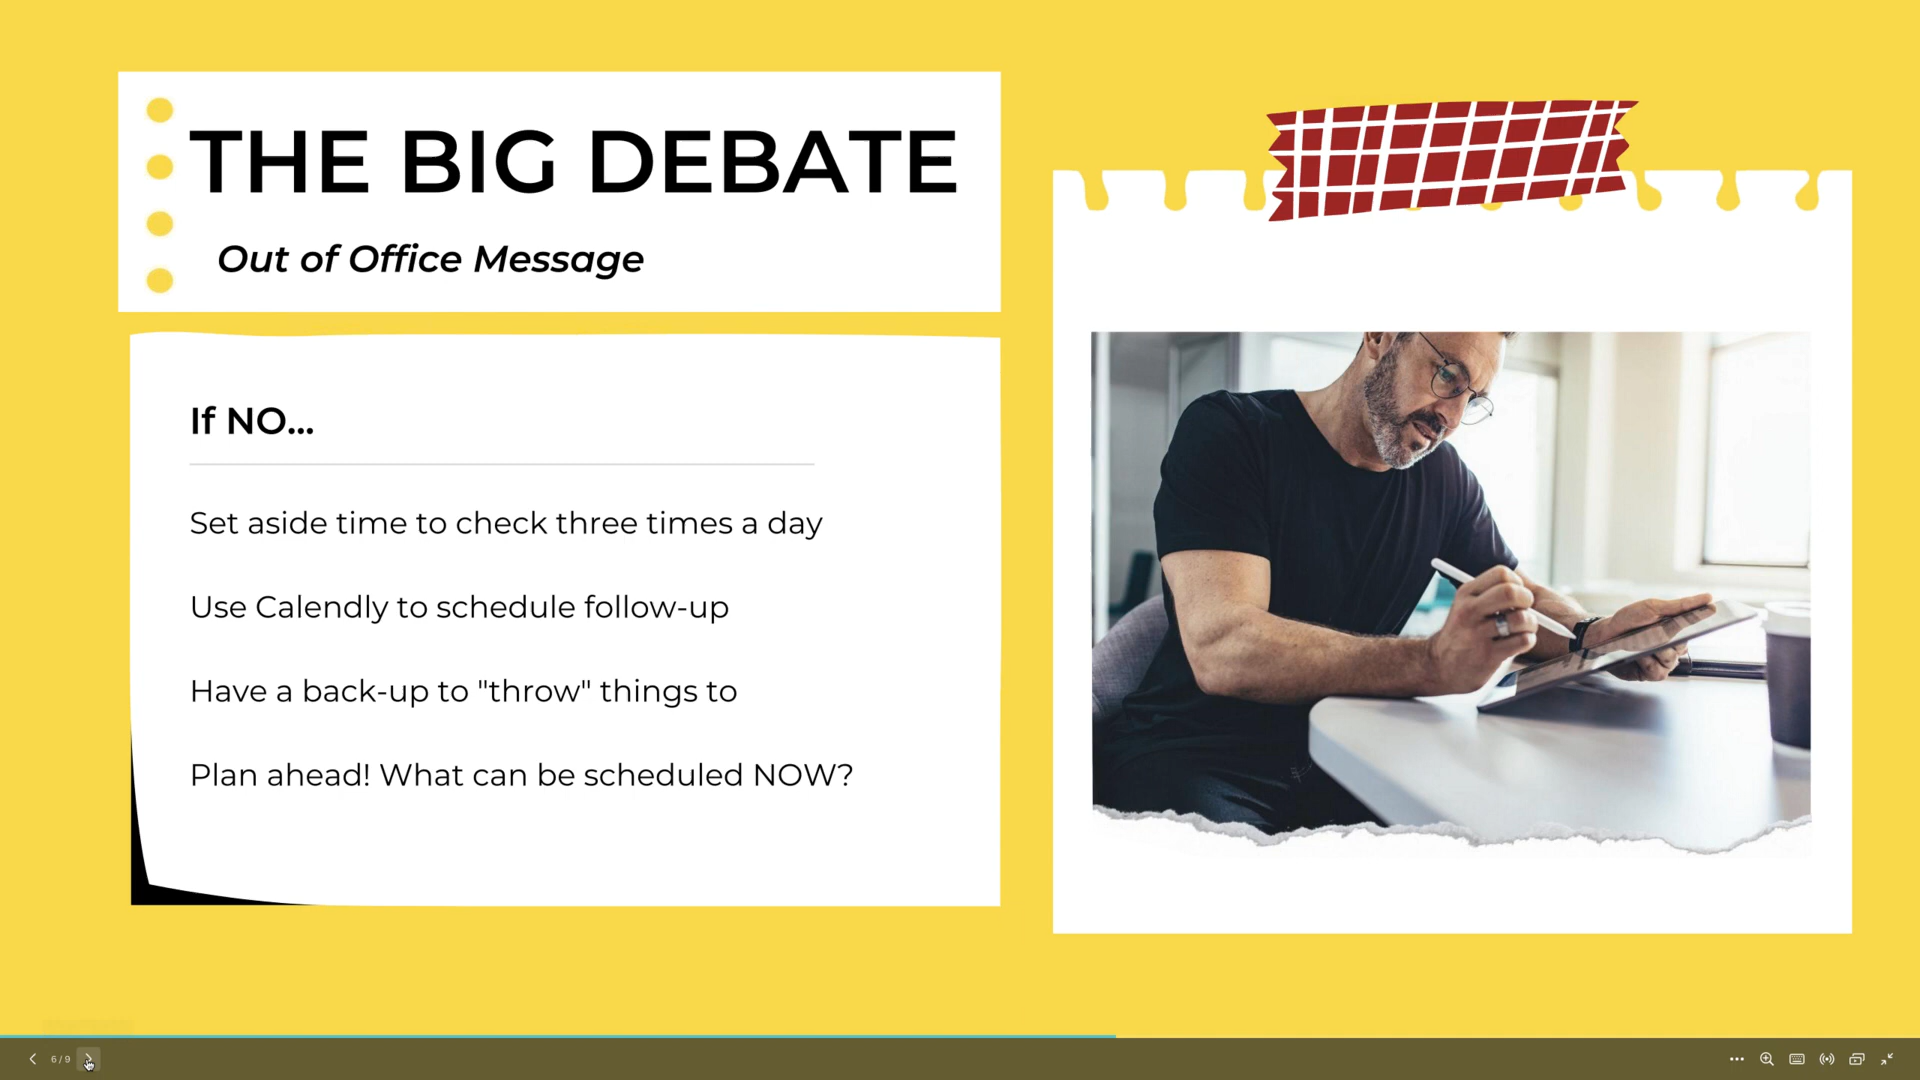 THE BIG DEBATE
Out of Office Message
If NO...
Set aside time to check three times a day
Use Calendly to schedule follow-up
Have a back-up to "throw" things to
Plan ahead! What can be scheduled NOW?
6/9